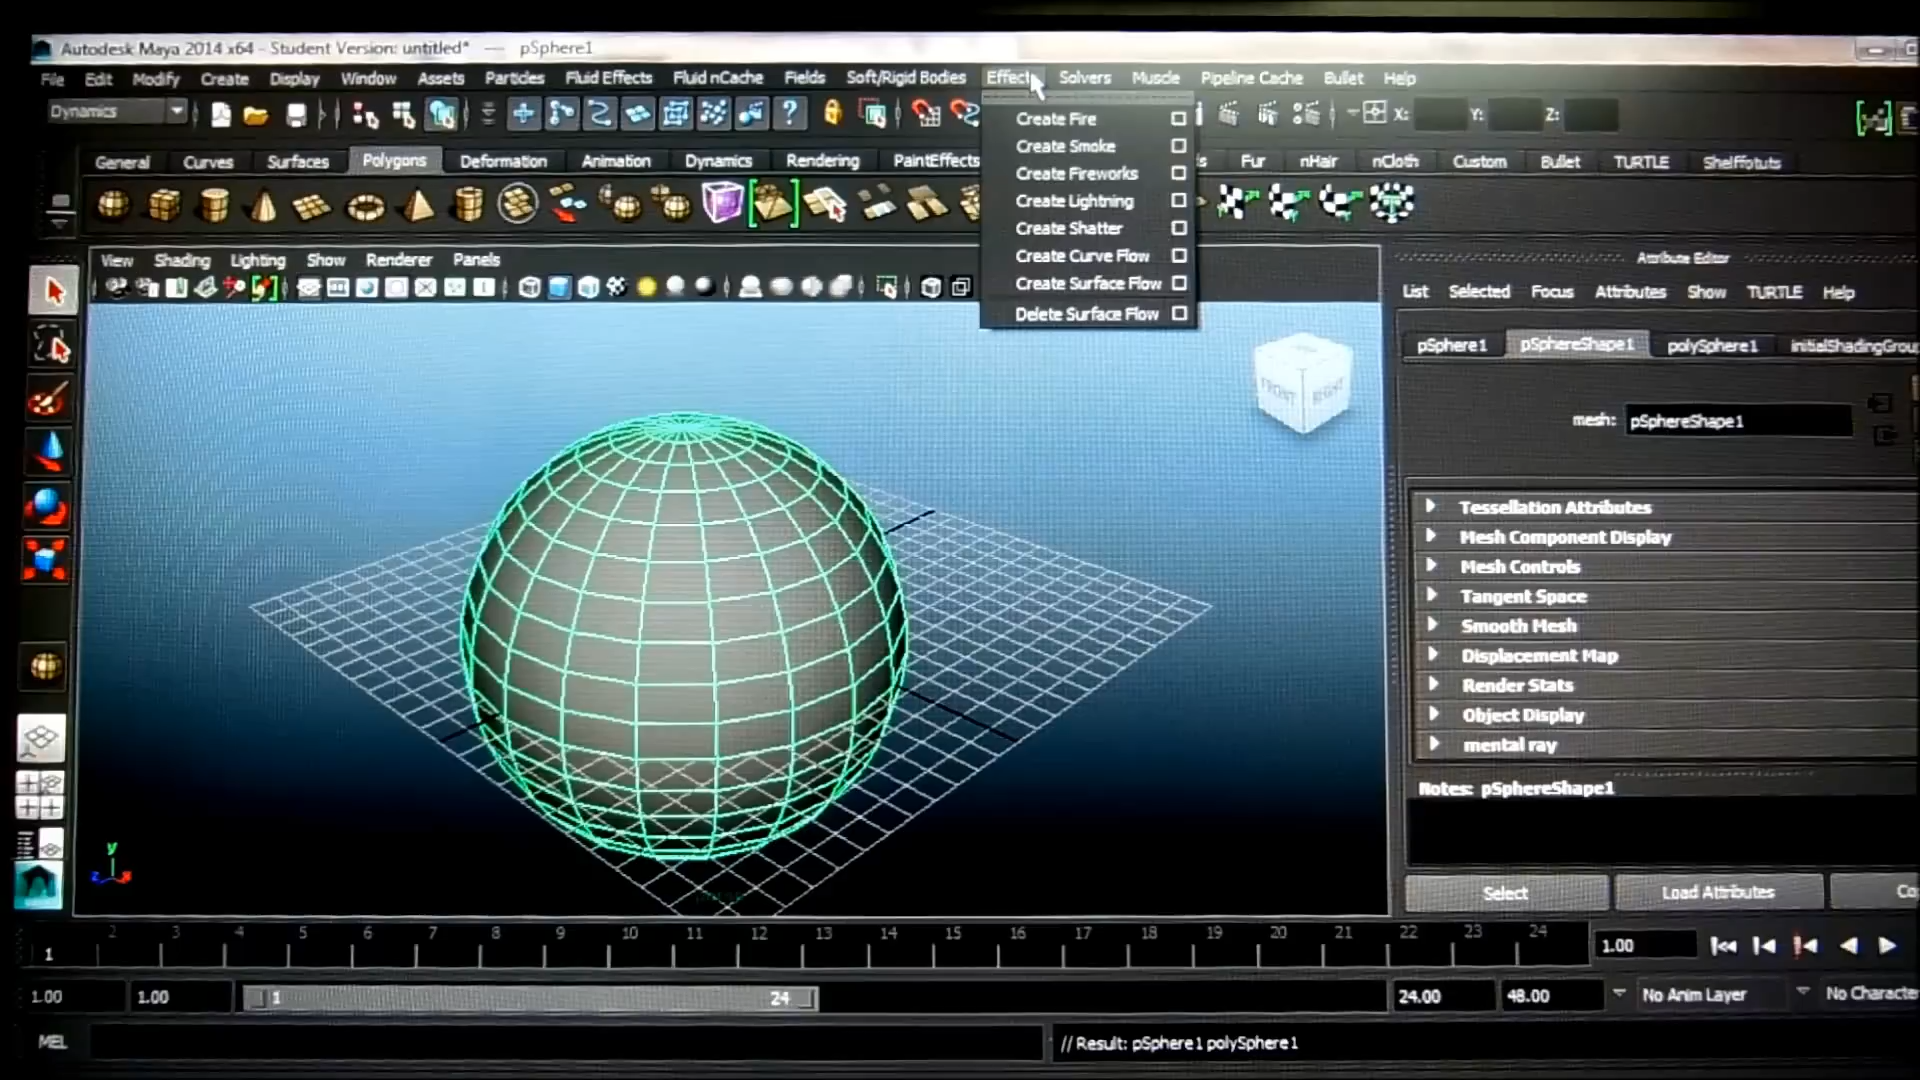 Autodesk Maya 2014 x64 - Student Version: untitled* --- pSphere1
File Edit Modify Create Display Window Assets Particles Fluid Effects Fluid nCache Fields Soft/Rigid Bodies Effect Solvers Muscle Pipeline Cache Bullet Help
Dynamics X: Y: Z:
General Curves Surfaces Polygons Deformation Animation Dynamics Rendering PaintEffects Fur nHair nCloth Custom Bullet TURTLE Shelftotuts
Create Fire
Create Smoke
Create Fireworks
Create Lightning
Create Shatter
Create Curve Flow
Create Surface Flow
Delete Surface Flow
View Shading Lighting Show Renderer Panels
FRONT RIGHT
y
z x
Attribute Editor
List Selected Focus Attributes Show TURTLE Help
pSphere1 pSphereShape1 polySphere1 initialShadingGroup
mesh: pSphereShape1
Tessellation Attributes
Mesh Component Display
Mesh Controls
Tangent Space
Smooth Mesh
Displacement Map
Render Stats
Object Display
mental ray
Notes: pSphereShape1
Select Load Attributes Co
1 2 3 4 5 6 7 8 9 10 11 12 13 14 15 16 17 18 19 20 21 22 23 24 1.00
1.00 1.00 1 24 24.00 48.00 No Anim Layer No Character
MEL // Result: pSphere1 polySphere1